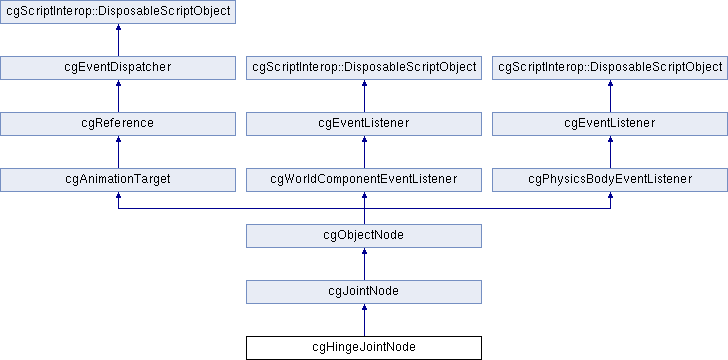 cgScriptInterop::DisposableScriptObject
cgEventDispatcher
cgScriptInterop::DisposableScriptObject
cgScriptInterop::DisposableScriptObject
cgReference
cgEventListener
cgEventListener
cgAnimationTarget
cgWorldComponentEventListener
cgPhysicsBodyEventListener
cgObjectNode
cgJointNode
cgHingeJointNode